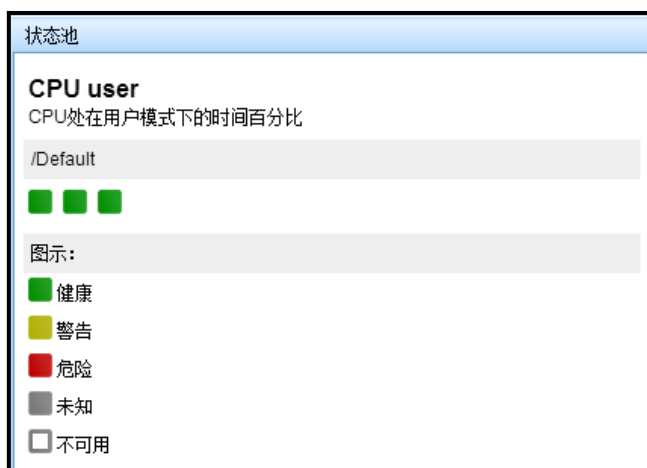 状态池
CPU user
CPU处在用户模式下的时间百分比
/Default
图示：
健康
警告
危险
未知
不可用